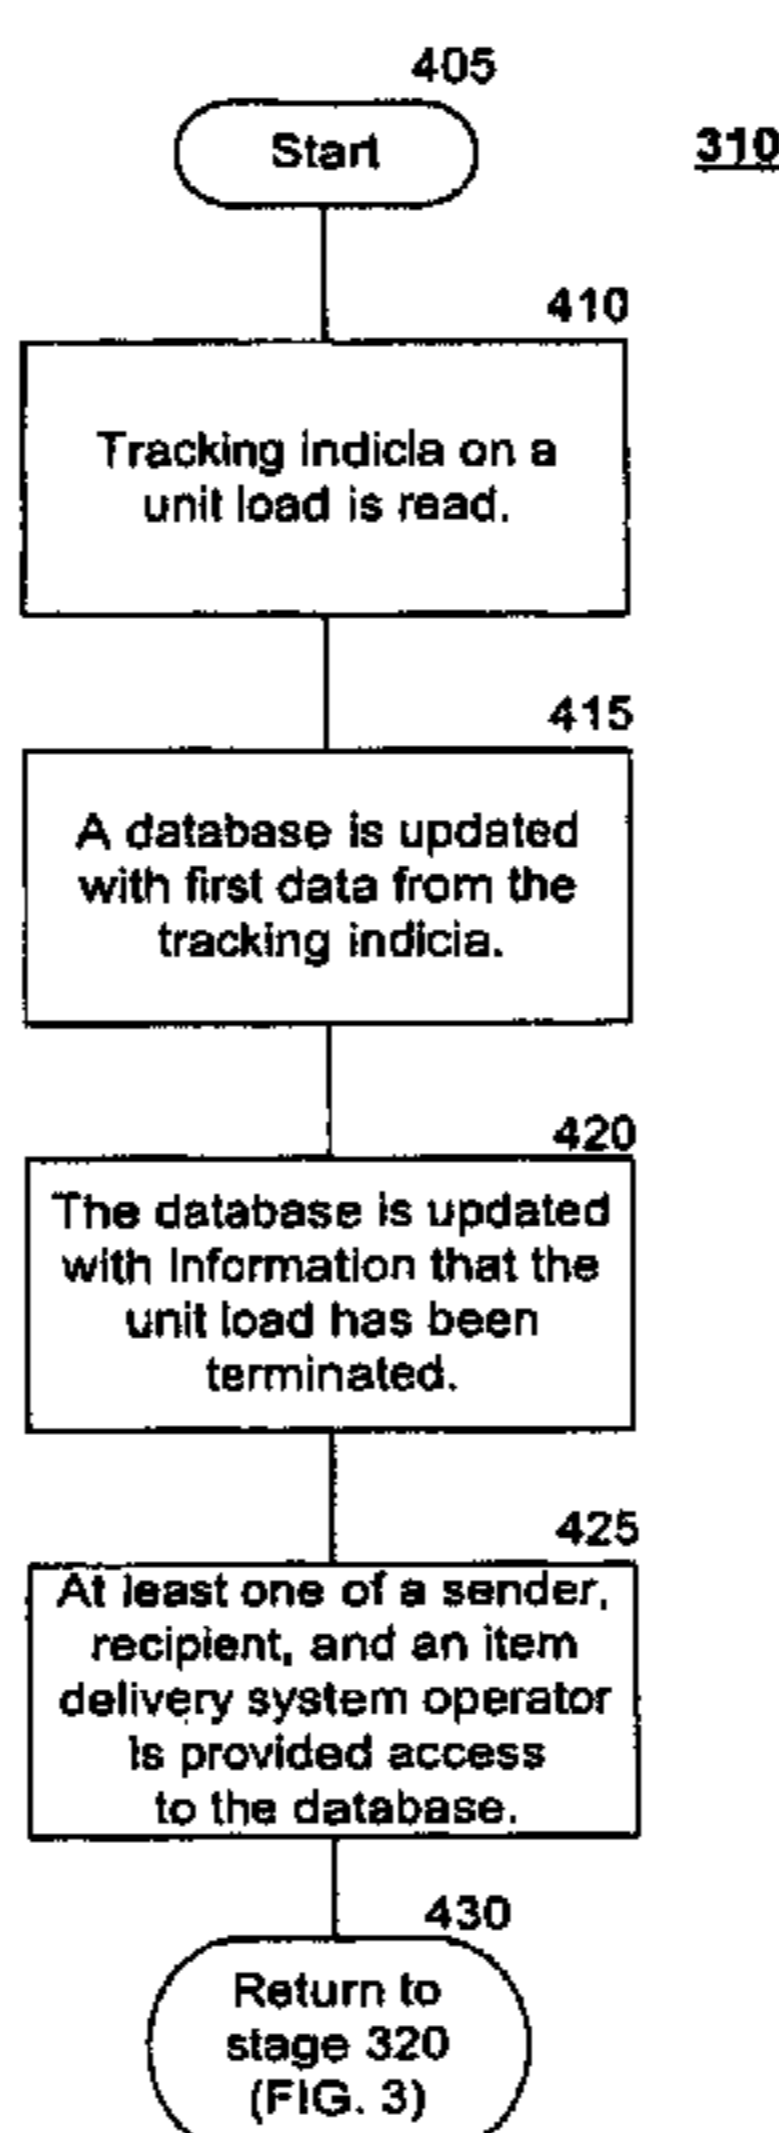 405
Start
310
410
Tracking indicia on a
unit load is read.
415
A database is updated
with first data from the
tracking indicia.
420
The database is updated
with Information that the
unit load has been
terminated.
425
At least one of a sender,
recipient, and an item
delivery system operator
is provided access
to the database.
430
Return to
stage 320
(FIG. 3)